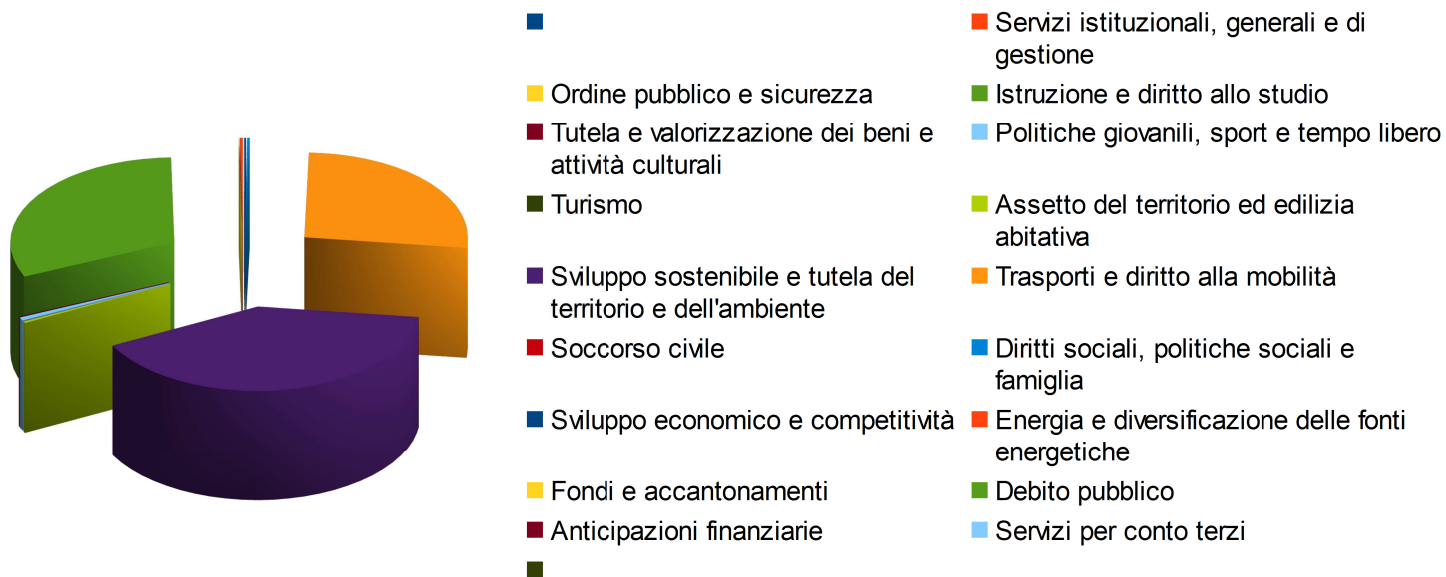 Servizi istituzionali, generali e di
gestione
Ordine pubblico e sicurezza
Istruzione e diritto allo studio
Tutela e valorizzazione dei beni e
attività culturali
Politiche giovanili, sport e tempo libero
Turismo
Assetto del territorio ed edilizia
abitativa
Sviluppo sostenibile e tutela del
territorio e dell'ambiente
Trasporti e diritto alla mobilità
Soccorso civile
Diritti sociali, politiche sociali e
famiglia
Sviluppo economico e competitività
Energia e diversificazione delle fonti
energetiche
Fondi e accantonamenti
Debito pubblico
Anticipazioni finanziarie
Servizi per conto terzi